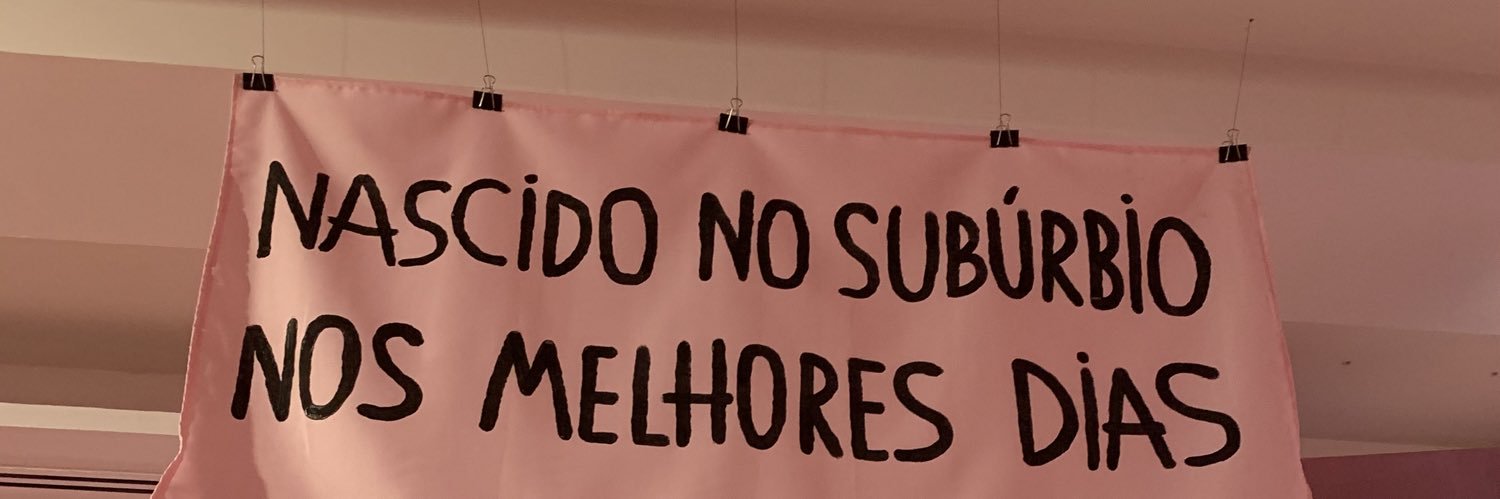 NASCIDO NO SUBÚRBIO
NOS MELHORES DIAS